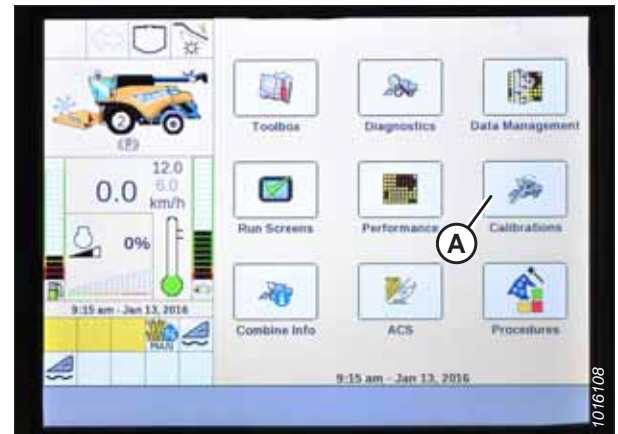 2
(P)
12.0
6.0
0.0 km/h
0%
9:15 am - Jan 13, 2016
MAN
Toolbox
Diagnostics
Data Management
Run Screens
Performance
Calibrations
A
Combine Info
ACS
Procedures
9:15 am - Jan 13, 2016
1016108